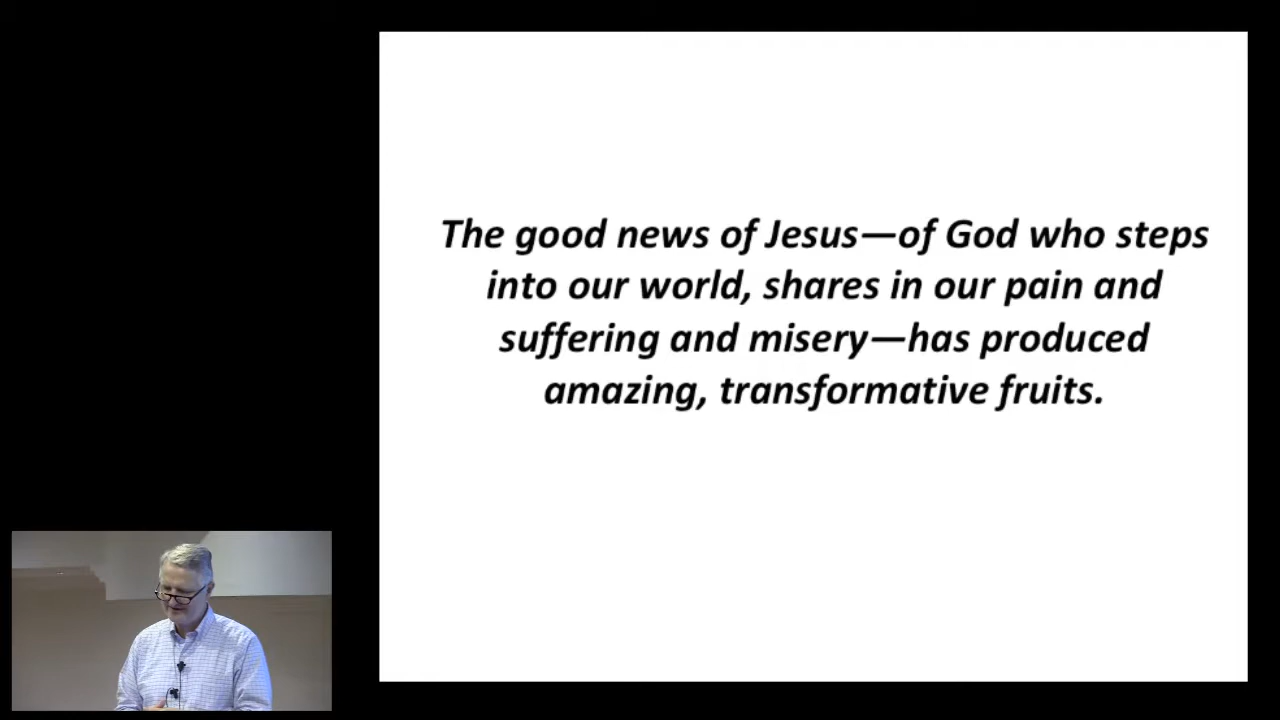 The good news of Jesus—of God who steps
into our world, shares in our pain and
suffering and misery—has produced
amazing, transformative fruits.